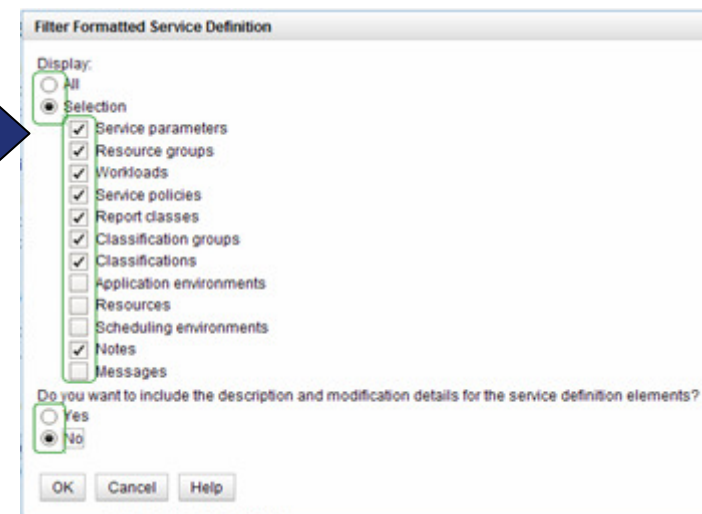 Filter Formatted Service Definition
Display:
All
Selection
Service parameters
Resource groups
Workloads
Service policies
Report classes
Classification groups
Classifications
Application environments
Resources
Scheduling environments
Notes
Messages
Do you want to include the description and modification details for the service definition elements?
Yes
No
OK Cancel Help